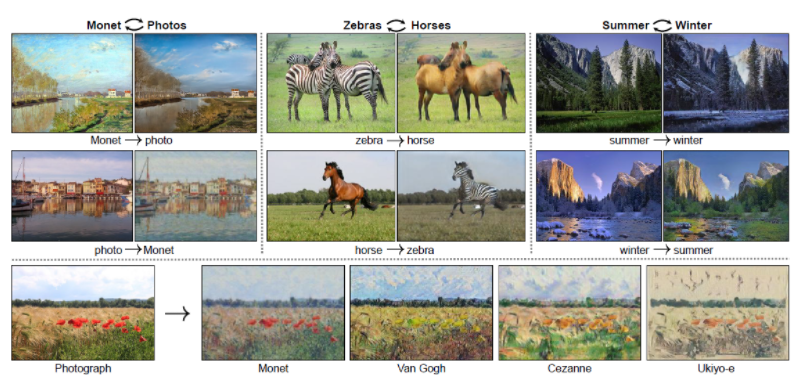 Monet ⇄ Photos
Zebras ⇄ Horses
Summer ⇄ Winter
Monet → photo
zebra → horse
summer → winter
photo → Monet
horse → zebra
winter → summer
Photograph
Monet
Van Gogh
Cezanne
Ukiyo-e